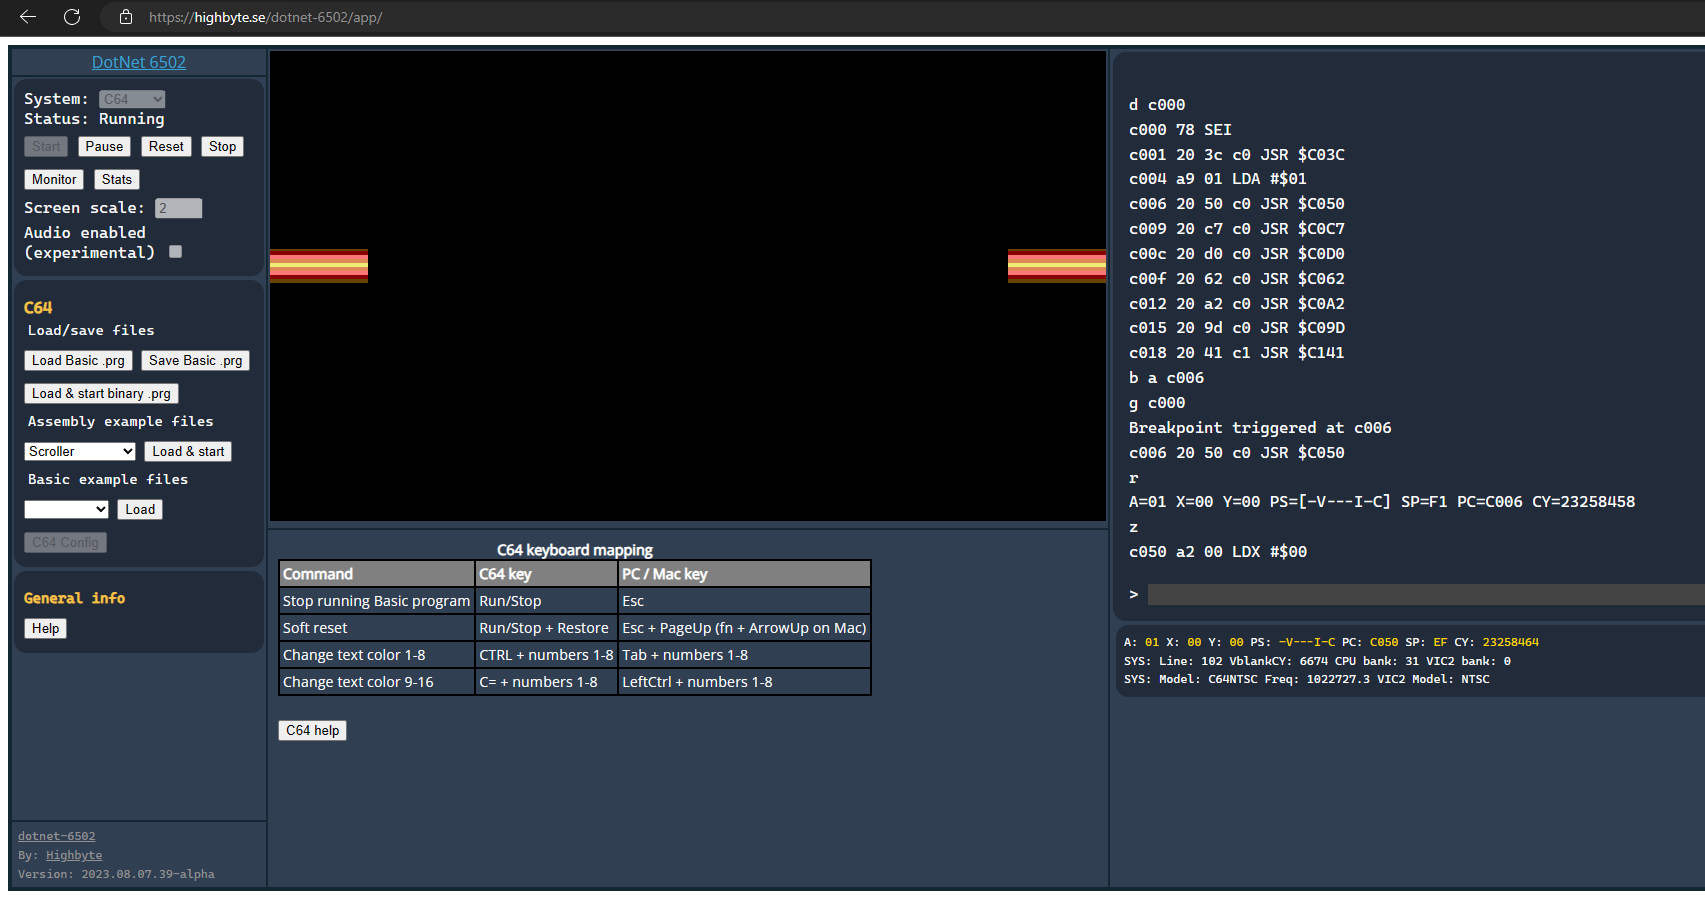 https://highbyte.se/dotnet-6502/app/
DotNet 6502
System: C64
Status: Running
Start Pause Reset Stop
Monitor Stats
Screen scale: 2
Audio enabled
(experimental)
C64
Load/save files
Load Basic .prg Save Basic .prg
Load & start binary .prg
Assembly example files
Scroller Load & start
Basic example files
Load
C64 Config
General info
Help
dotnet-6502
By: Highbyte
Version: 2023.08.07.39-alpha
C64 keyboard mapping
Command C64 key PC / Mac key
Stop running Basic program Run/Stop Esc
Soft reset Run/Stop + Restore Esc + PageUp (fn + ArrowUp on Mac)
Change text color 1-8 CTRL + numbers 1-8 Tab + numbers 1-8
Change text color 9-16 C= + numbers 1-8 LeftCtrl + numbers 1-8
C64 help
d c000
c000 78 SEI
c001 20 3c c0 JSR $C03C
c004 a9 01 LDA #$01
c006 20 50 c0 JSR $C050
c009 20 c7 c0 JSR $C0C7
c00c 20 d0 c0 JSR $C0D0
c00f 20 62 c0 JSR $C062
c012 20 a2 c0 JSR $C0A2
c015 20 9d c0 JSR $C09D
c018 20 41 c1 JSR $C141
b a c006
g c000
Breakpoint triggered at c006
c006 20 50 c0 JSR $C050
r
A=01 X=00 Y=00 PS=[-V---I-C] SP=F1 PC=C006 CY=23258458
z
c050 a2 00 LDX #$00
>
A: 01 X: 00 Y: 00 PS: -V---I-C PC: C050 SP: EF CY: 23258464
SYS: Line: 102 VblankCY: 6674 CPU bank: 31 VIC2 bank: 0
SYS: Model: C64NTSC Freq: 1022727.3 VIC2 Model: NTSC